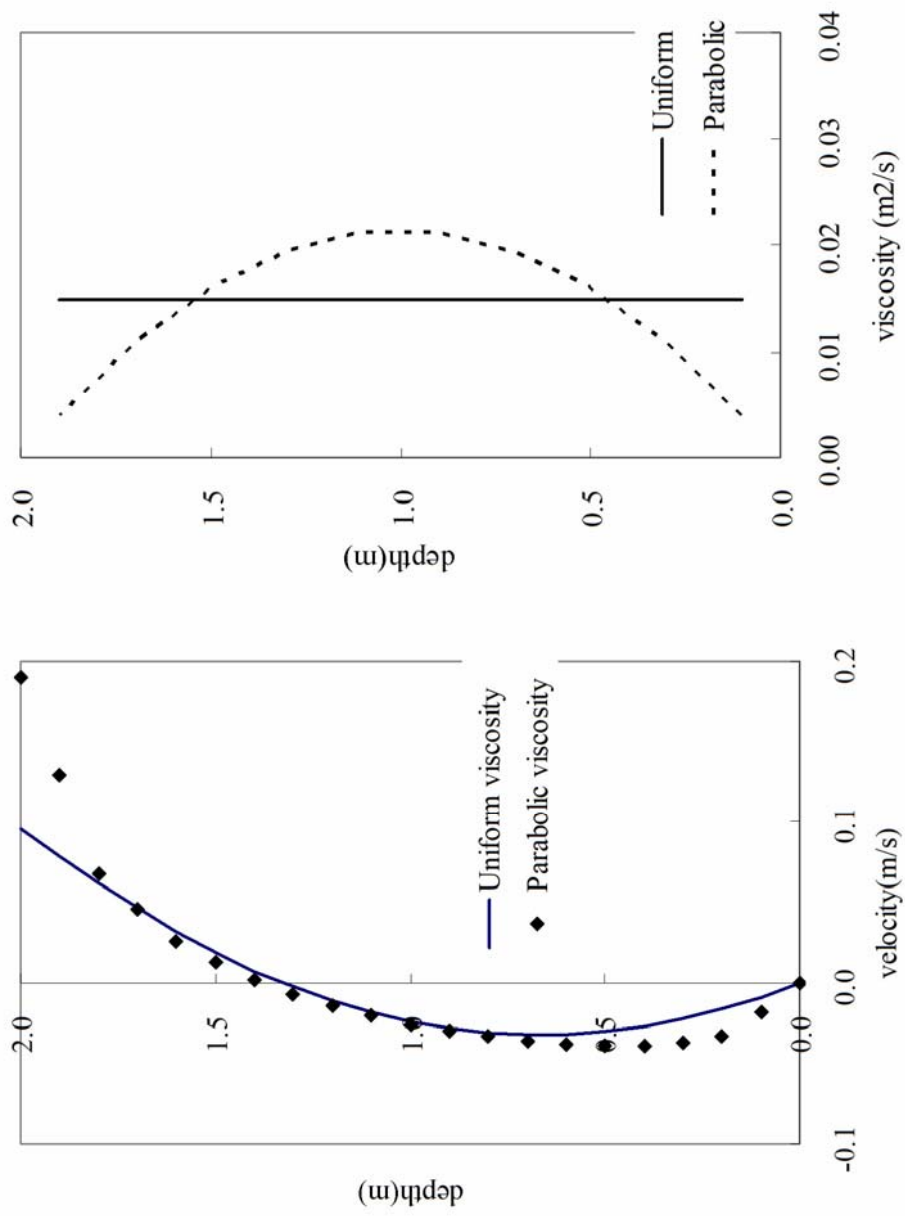 depth(m)
2.0
1.5
1.0
0.5
0.0
-0.1
0.0
0.1
0.2
velocity(m/s)
Uniform viscosity
Parabolic viscosity
depth(m)
2.0
1.5
1.0
0.5
0.0
0.00
0.01
0.02
0.03
0.04
viscosity (m2/s)
Uniform
Parabolic